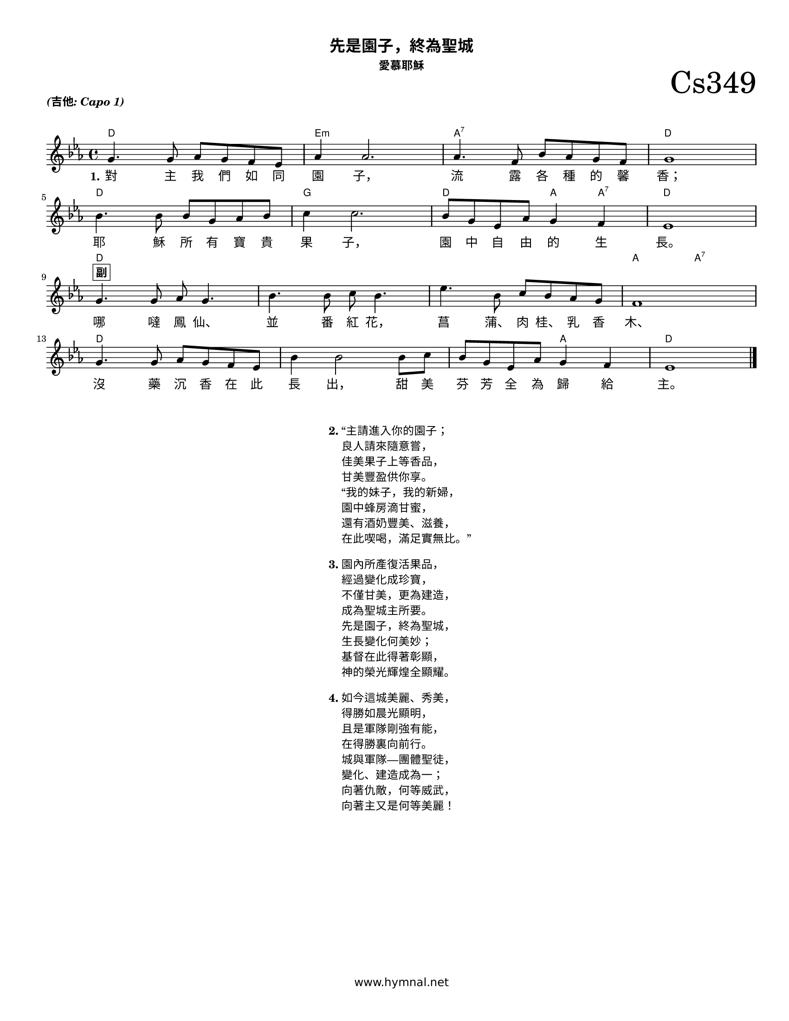 先是園子，終為聖城
愛慕耶穌
Cs349
(吉他: Capo 1)
D Em A7 D
1. 對 主 我 們 如 同 園 子， 流 露 各 種 的 馨 香；
5
D G D A A7 D
耶 穌 所 有 寶 貴 果 子， 園 中 自 由 的 生 長。
D A A7
副
9
哪 噠 鳳 仙、 並 番 紅 花， 菖 蒲、 肉 桂、 乳 香 木、
13
D A D
沒 藥 沉 香 在 此 長 出， 甜 美 芬 芳 全 為 歸 給 主。
2. “主請進入你的園子；
良人請來隨意嘗，
佳美果子上等香品，
甘美豐盈供你享。
“我的妹子，我的新婦，
園中蜂房滴甘蜜，
還有酒奶豐美、滋養，
在此喫喝，滿足實無比。”
3. 園內所產復活果品，
經過變化成珍寶，
不僅甘美，更為建造，
成為聖城主所要。
先是園子，終為聖城，
生長變化何美妙；
基督在此得著彰顯，
神的榮光輝煌全顯耀。
4. 如今這城美麗、秀美，
得勝如晨光顯明，
且是軍隊剛強有能，
在得勝裏向前行。
城與軍隊—團體聖徒，
變化、建造成為一；
向著仇敵，何等威武，
向著主又是何等美麗！
www.hymnal.net